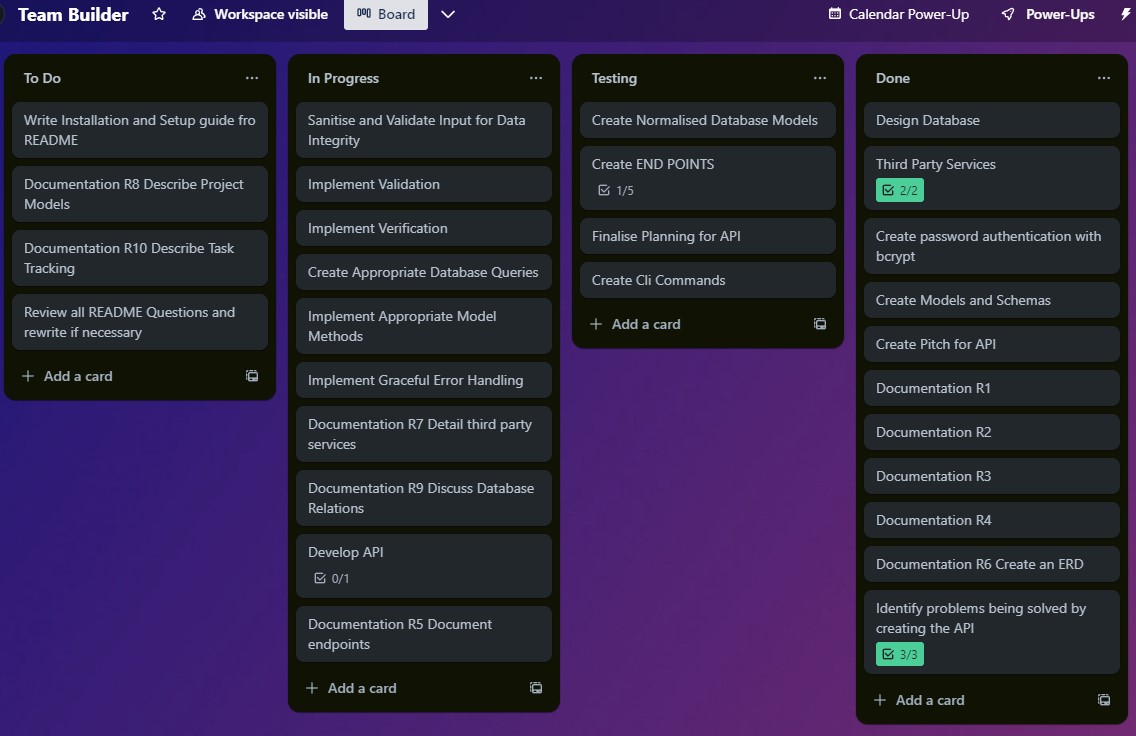 Team Builder
Workspace visible
Board
Calendar Power-Up
Power-Ups
To Do
Write Installation and Setup guide fro
README
Documentation R8 Describe Project
Models
Documentation R10 Describe Task
Tracking
Review all README Questions and
rewrite if necessary
Add a card
In Progress
Sanitise and Validate Input for Data
Integrity
Implement Validation
Implement Verification
Create Appropriate Database Queries
Implement Appropriate Model
Methods
Implement Graceful Error Handling
Documentation R7 Detail third party
services
Documentation R9 Discuss Database
Relations
Develop API
0/1
Documentation R5 Document
endpoints
Add a card
Testing
Create Normalised Database Models
Create END POINTS
1/5
Finalise Planning for API
Create Cli Commands
Add a card
Done
Design Database
Third Party Services
2/2
Create password authentication with
bcrypt
Create Models and Schemas
Create Pitch for API
Documentation R1
Documentation R2
Documentation R3
Documentation R4
Documentation R6 Create an ERD
Identify problems being solved by
creating the API
3/3
Add a card